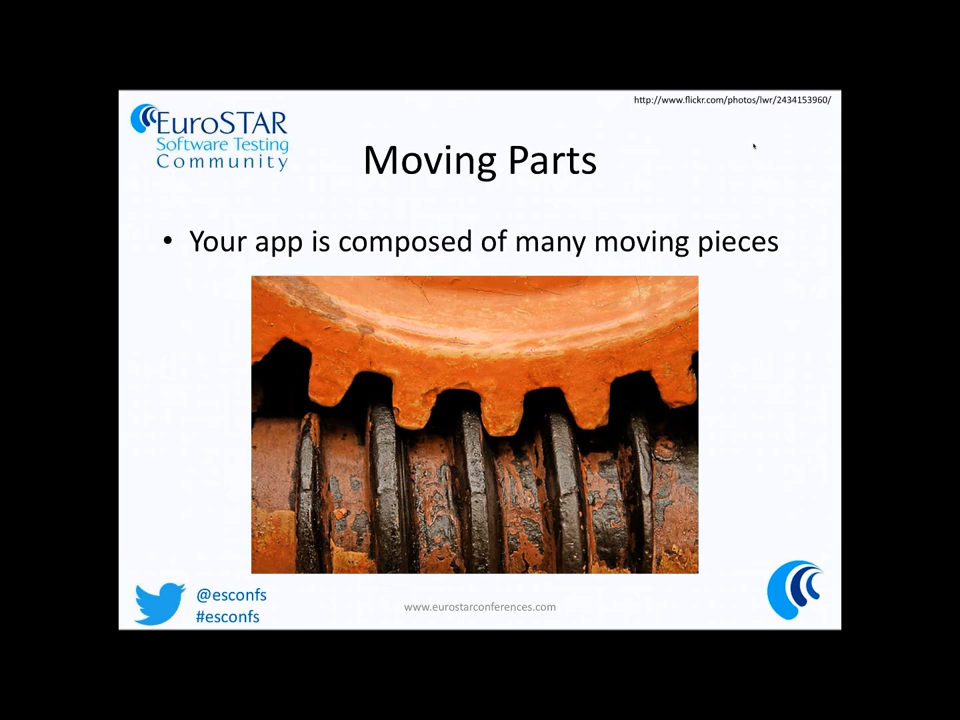 http://www.flickr.com/photos/lwr/2434153960/
EuroSTAR
Software Testing
Community
Moving Parts
• Your app is composed of many moving pieces
@esconfs
#esconfs
www.eurostarconferences.com